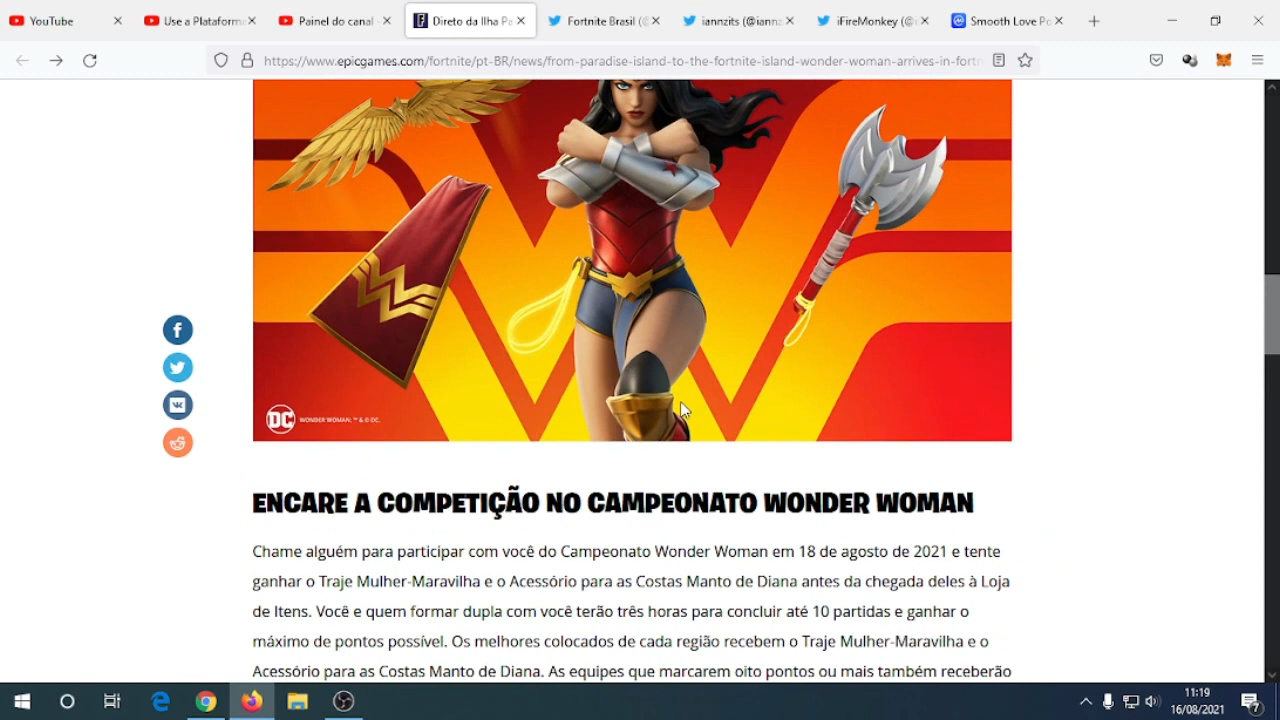 YouTube
Use a Plataforma
Painel do canal -
Direto da Ilha Pa
Fortnite Brasil (@
iannzits (@iannz
iFireMonkey (@i
Smooth Love Po
https://www.epicgames.com/fortnite/pt-BR/news/from-paradise-island-to-the-fortnite-island-wonder-woman-arrives-in-fortn
DC
WONDER WOMAN: ™ & © DC.
ENCARE A COMPETIÇÃO NO CAMPEONATO WONDER WOMAN
Chame alguém para participar com você do Campeonato Wonder Woman em 18 de agosto de 2021 e tente
ganhar o Traje Mulher-Maravilha e o Acessório para as Costas Manto de Diana antes da chegada deles à Loja
de Itens. Você e quem formar dupla com você terão três horas para concluir até 10 partidas e ganhar o
máximo de pontos possível. Os melhores colocados de cada região recebem o Traje Mulher-Maravilha e o
Acessório para as Costas Manto de Diana. As equipes que marcarem oito pontos ou mais também receberão
11:19
16/08/2021
7